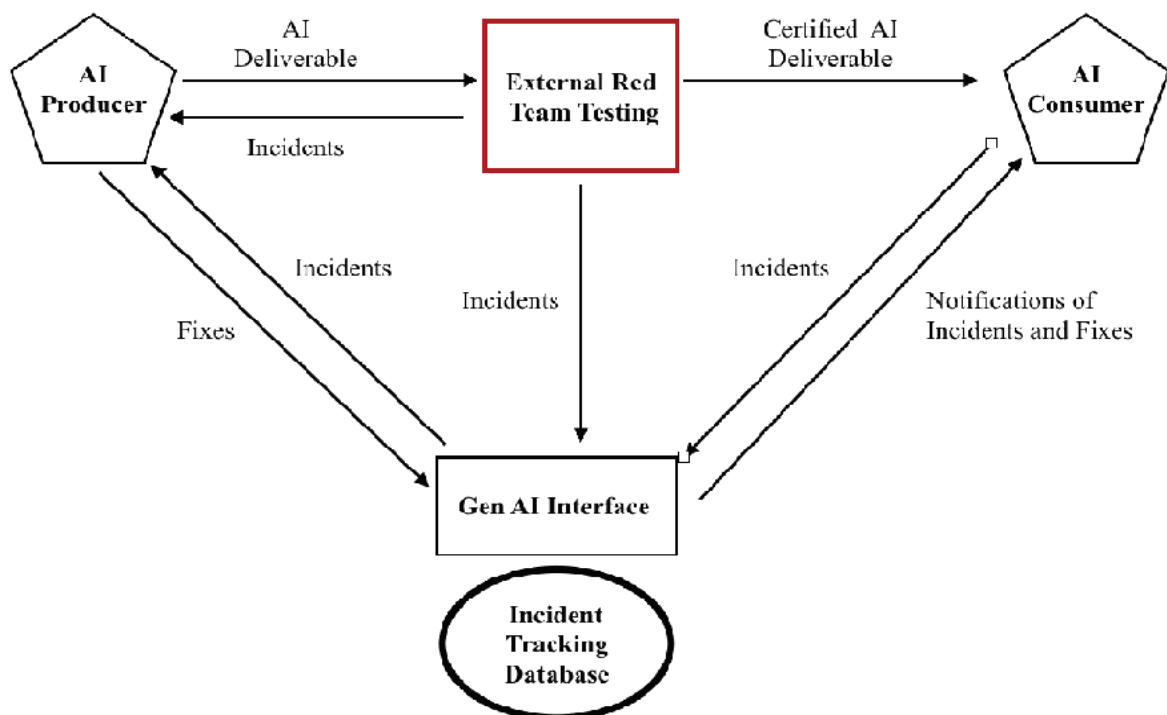 AI
Deliverable
Certified AI
Deliverable
AI
Producer
External Red
Team Testing
AI
Consumer
Incidents
Incidents
Fixes
Incidents
Incidents
Notifications of
Incidents and Fixes
Gen AI Interface
Incident
Tracking
Database